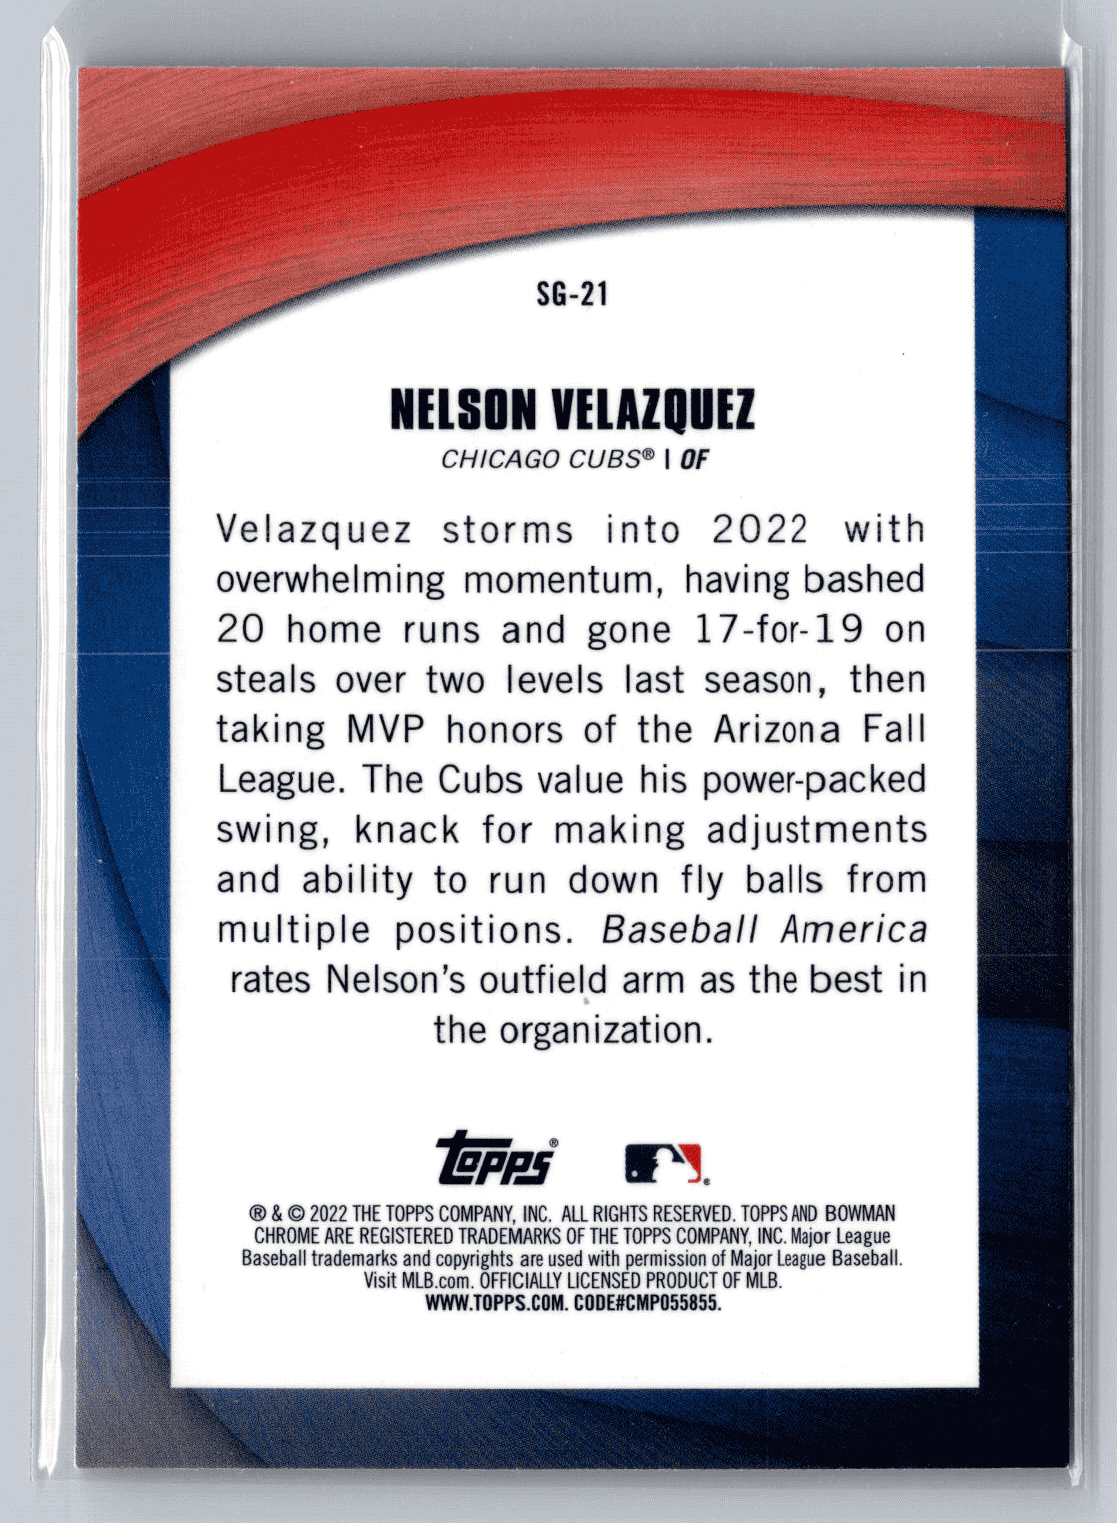 SG-21
NELSON VELAZQUEZ
CHICAGO CUBS® | OF
Velazquez storms into 2022 with
overwhelming momentum, having bashed
20 home runs and gone 17-for-19 on
steals over two levels last season, then
taking MVP honors of the Arizona Fall
League. The Cubs value his power-packed
swing, knack for making adjustments
and ability to run down fly balls from
multiple positions. Baseball America
rates Nelson's outfield arm as the best in
the organization.
topps® ®
® & © 2022 THE TOPPS COMPANY, INC. ALL RIGHTS RESERVED. TOPPS AND BOWMAN
CHROME ARE REGISTERED TRADEMARKS OF THE TOPPS COMPANY, INC. Major League
Baseball trademarks and copyrights are used with permission of Major League Baseball.
Visit MLB.com. OFFICIALLY LICENSED PRODUCT OF MLB.
WWW.TOPPS.COM. CODE#CMP055855.